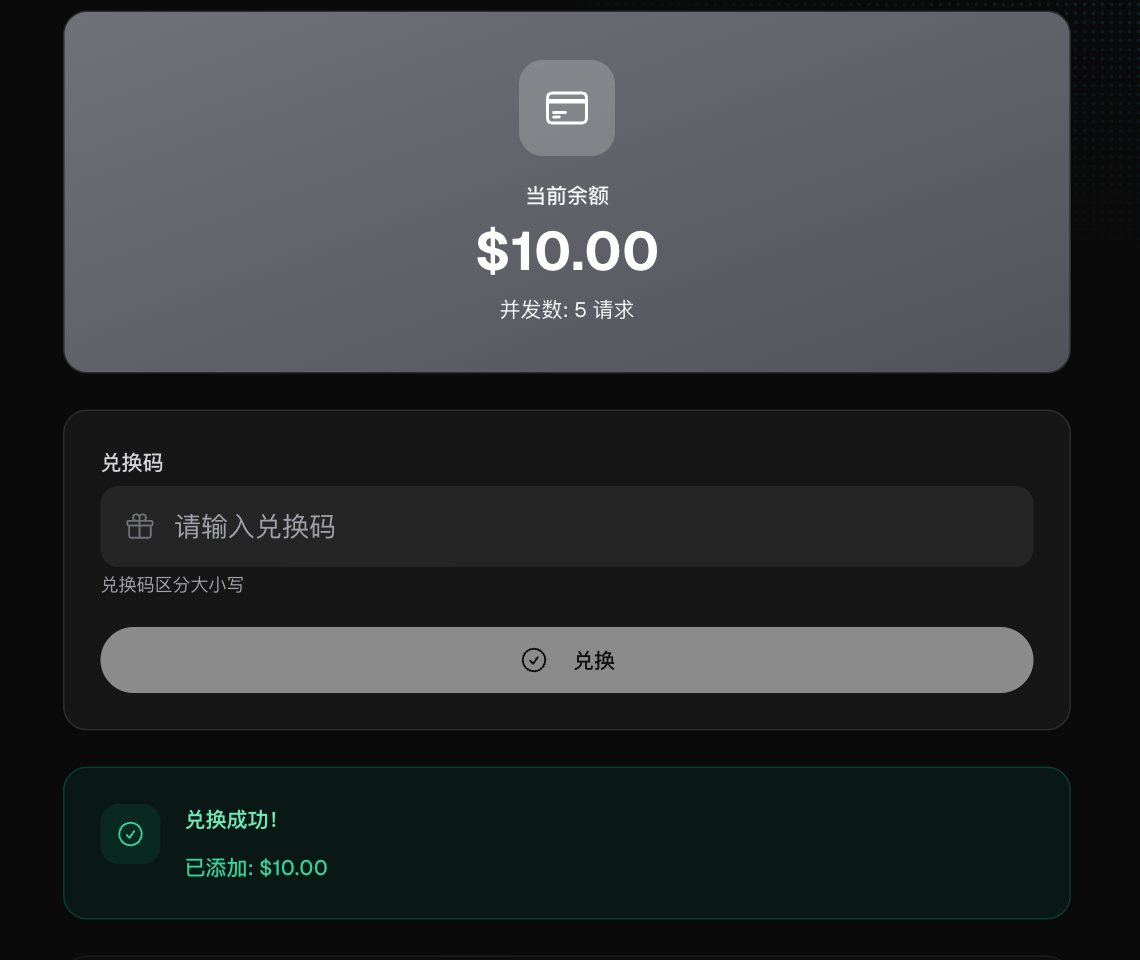 当前余额
$10.00
并发数: 5 请求
兑换码
请输入兑换码
兑换码区分大小写
兑换
兑换成功！
已添加: $10.00